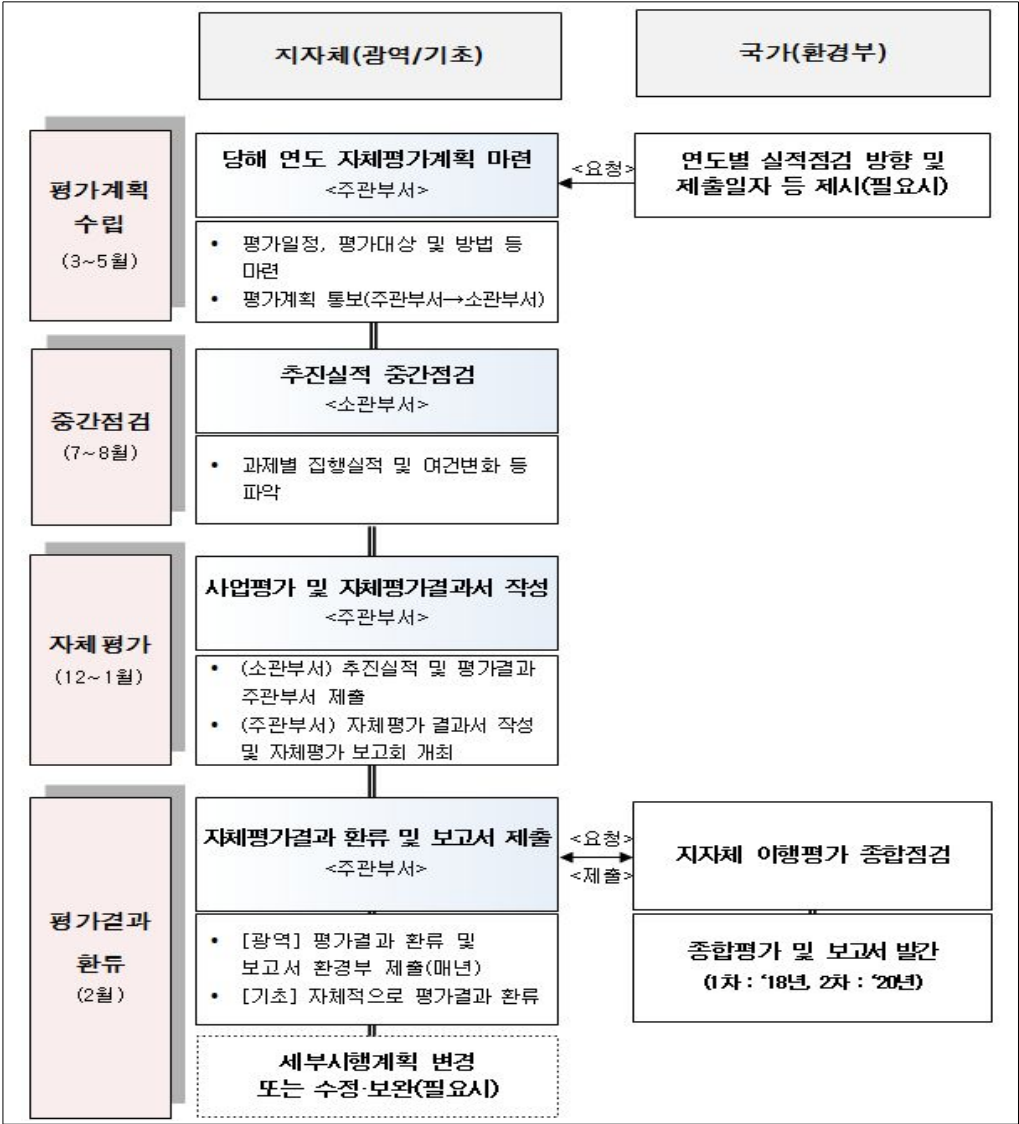 지자체(광역/기초)
국가(환경부)
평가계획
수립
(3~5월)
당해 연도 자체평가계획 마련
<주관부서>
<요청>
연도별 실적점검 방향 및
제출일자 등 제시(필요시)
• 평가일정, 평가대상 및 방법 등
마련
• 평가계획 통보(주관부서→소관부서)
중간점검
(7~8월)
추진실적 중간점검
<소관부서>
• 과제별 집행실적 및 여건변화 등
파악
자체평가
(12~1월)
사업평가 및 자체평가결과서 작성
<주관부서>
• (소관부서) 추진실적 및 평가결과
주관부서 제출
• (주관부서) 자체평가 결과서 작성
및 자체평가 보고회 개최
평가결과
환류
(2월)
자체평가결과 환류 및 보고서 제출
<주관부서>
<요청>
<제출>
지자체 이행평가 종합점검
• [광역] 평가결과 환류 및
보고서 환경부 제출(매년)
• [기초] 자체적으로 평가결과 환류
종합평가 및 보고서 발간
(1차 : '18년, 2차 : '20년)
세부시행계획 변경
또는 수정·보완(필요시)